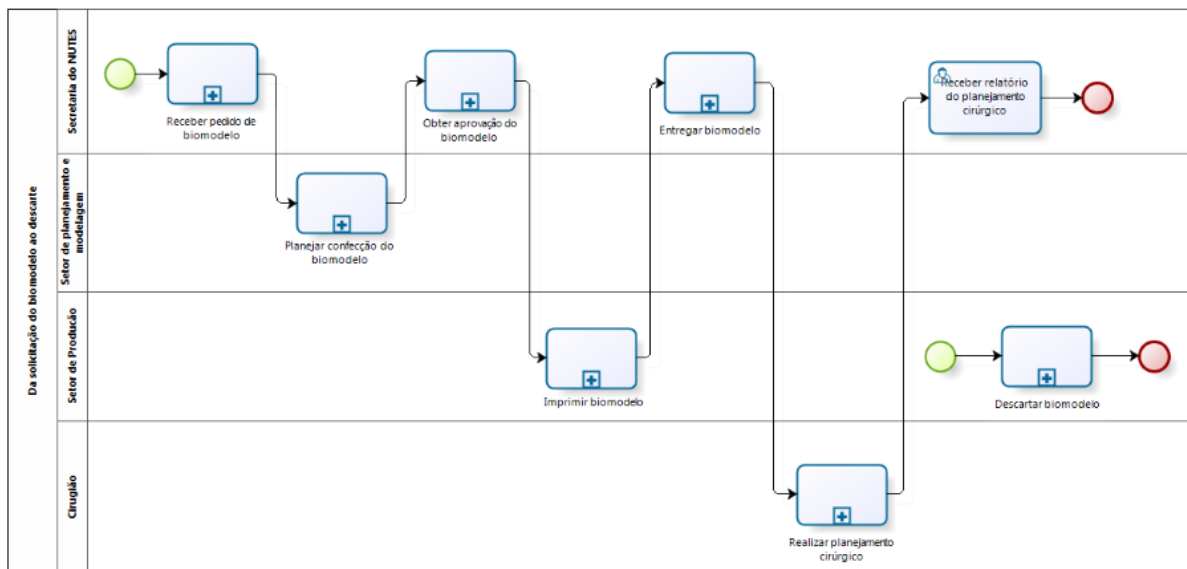 Da solicitação do biomodelo ao descarte
Secretaria do NUTES
Receber pedido de
biomodelo
Obter aprovação do
biomodelo
Entregar biomodelo
Receber relatório
do planejamento
cirúrgico
Setor de planejamento e
modelagem
Planejar confecção do
biomodelo
Setor de Produção
Imprimir biomodelo
Descartar biomodelo
Cirugião
Realizar planejamento
cirúrgico